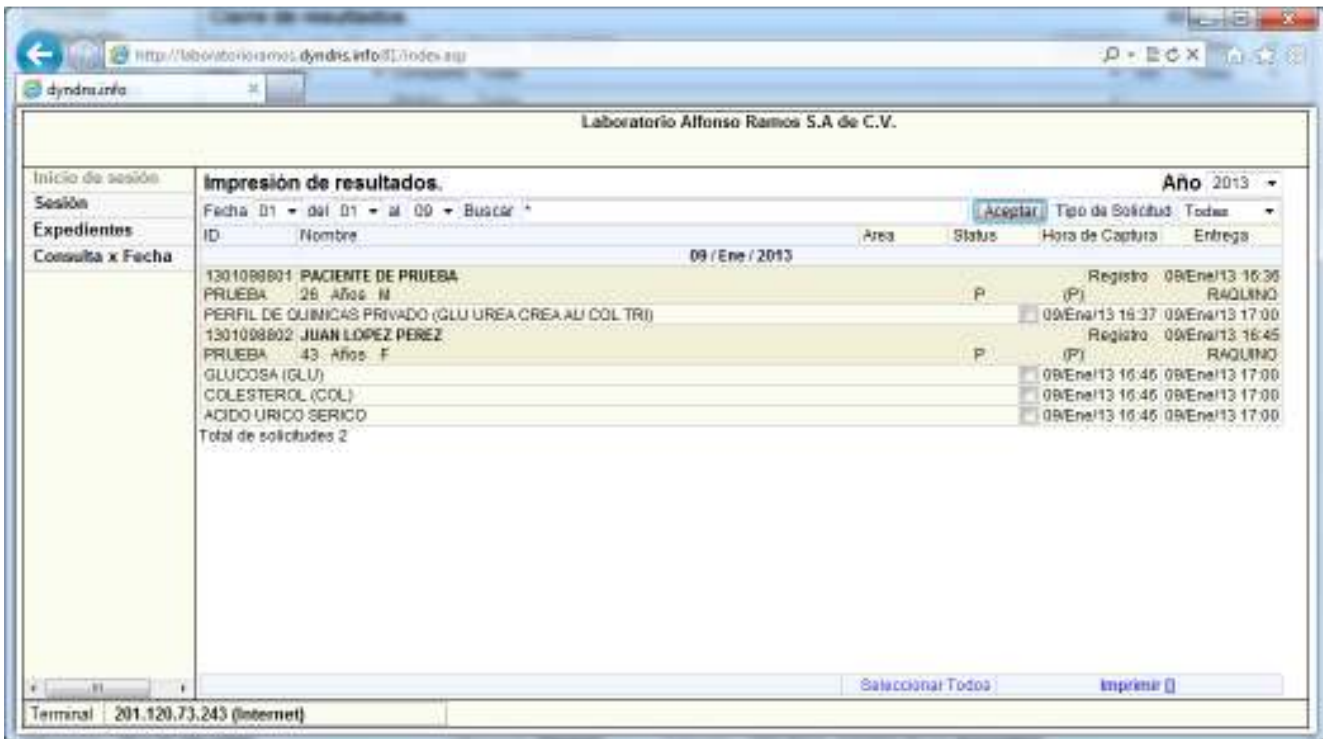 Cierre de resultados.
http://laboratorioramos.dyndns.info:81/index.asp
dyndns.info
Laboratorio Alfonso Ramos S.A de C.V.
Inicio de sesión
Sesión
Expedientes
Consulta x Fecha
Impresión de resultados. Año 2013
Fecha 01 del 01 al 09 Buscar * Aceptar Tipo de Solicitud Todas
ID Nombre Area Status Hora de Captura Entrega
09 / Ene / 2013
1301098801 PACIENTE DE PRUEBA Registro 09/Ene/13 16:36
PRUEBA 26 Años M P (P) RAQUINO
PERFIL DE QUIMICAS PRIVADO (GLU UREA CREA AU COL TRI) 09/Ene/13 16:37 09/Ene/13 17:00
1301098802 JUAN LOPEZ PEREZ Registro 09/Ene/13 16:45
PRUEBA 43 Años F P (P) RAQUINO
GLUCOSA (GLU) 09/Ene/13 16:46 09/Ene/13 17:00
COLESTEROL (COL) 09/Ene/13 16:46 09/Ene/13 17:00
ACIDO URICO SERICO 09/Ene/13 16:46 09/Ene/13 17:00
Total de solicitudes 2
Seleccionar Todos Imprimir []
Terminal 201.120.73.243 (Internet)